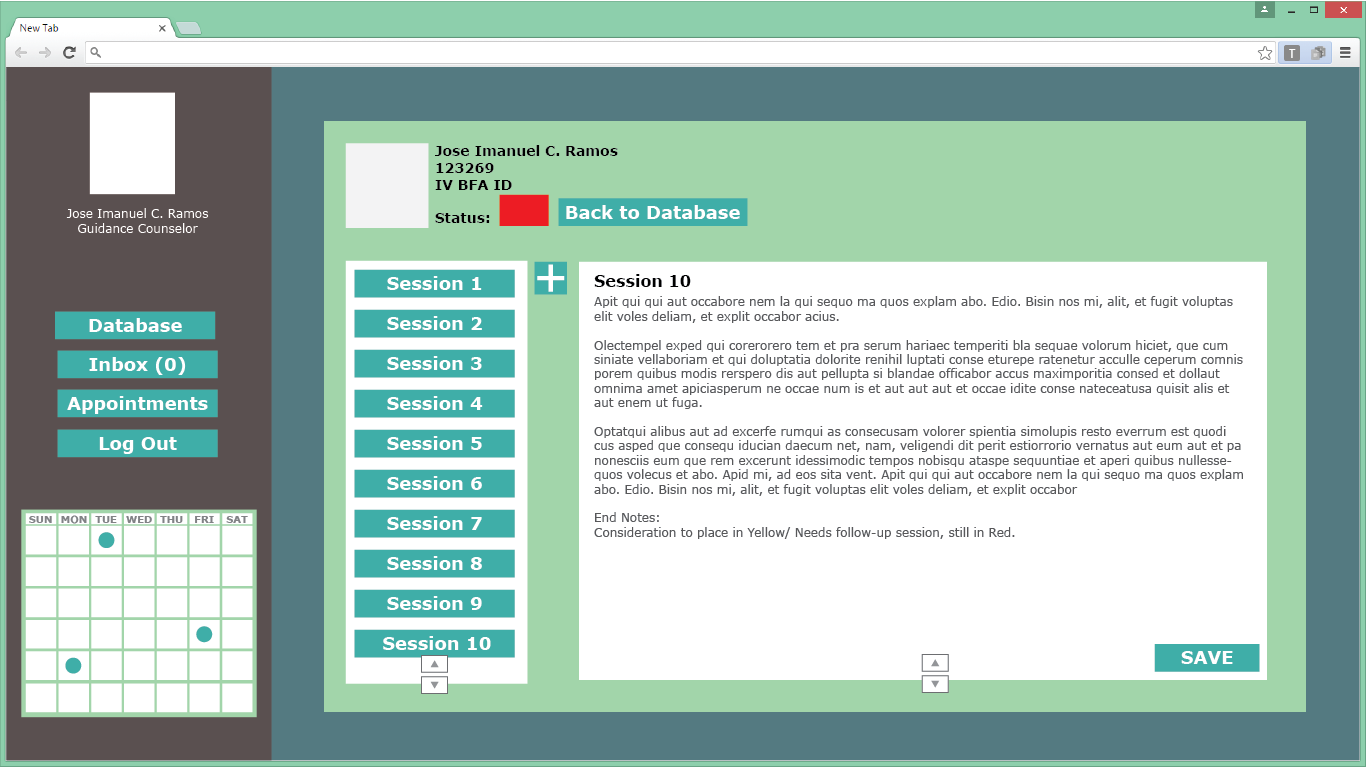 New Tab
T
Jose Imanuel C. Ramos
Guidance Counselor
Database
Inbox (0)
Appointments
Log Out
SUN MON TUE WED THU FRI SAT
Jose Imanuel C. Ramos
123269
IV BFA ID
Status:
Back to Database
Session 1
Session 2
Session 3
Session 4
Session 5
Session 6
Session 7
Session 8
Session 9
Session 10
+
Session 10
Apit qui qui aut occabore nem la qui sequo ma quos explam abo. Edio. Bisin nos mi, alit, et fugit voluptas
elit voles deliam, et explit occabor acius.
Olectempel exped qui corerorero tem et pra serum hariaec temperiti bla sequae volorum hiciet, que cum
siniate vellaboriam et qui doluptatia dolorite renihil luptati conse eturepe ratenetur acculle ceperum comnis
porem quibus modis rerspero dis aut pellupta si blandae officabor accus maximporitia consed et dollaut
omnima amet apiciasperum ne occae num is et aut aut aut et occae idite conse nateceatusa quisit alis et
aut enem ut fuga.
Optatqui alibus aut ad excerfe rumqui as consecusam volorer spientia simolupis resto everrum est quodi
cus asped que consequ iducian daecum net, nam, veligendi dit perit estiorrorio vernatus aut eum aut et pa
nonesciis eum que rem excerunt idessimodic tempos nobisqu ataspe sequuntiae et aperi quibus nullesse-
quos volecus et abo. Apid mi, ad eos sita vent. Apit qui qui aut occabore nem la qui sequo ma quos explam
abo. Edio. Bisin nos mi, alit, et fugit voluptas elit voles deliam, et explit occabor
End Notes:
Consideration to place in Yellow/ Needs follow-up session, still in Red.
SAVE